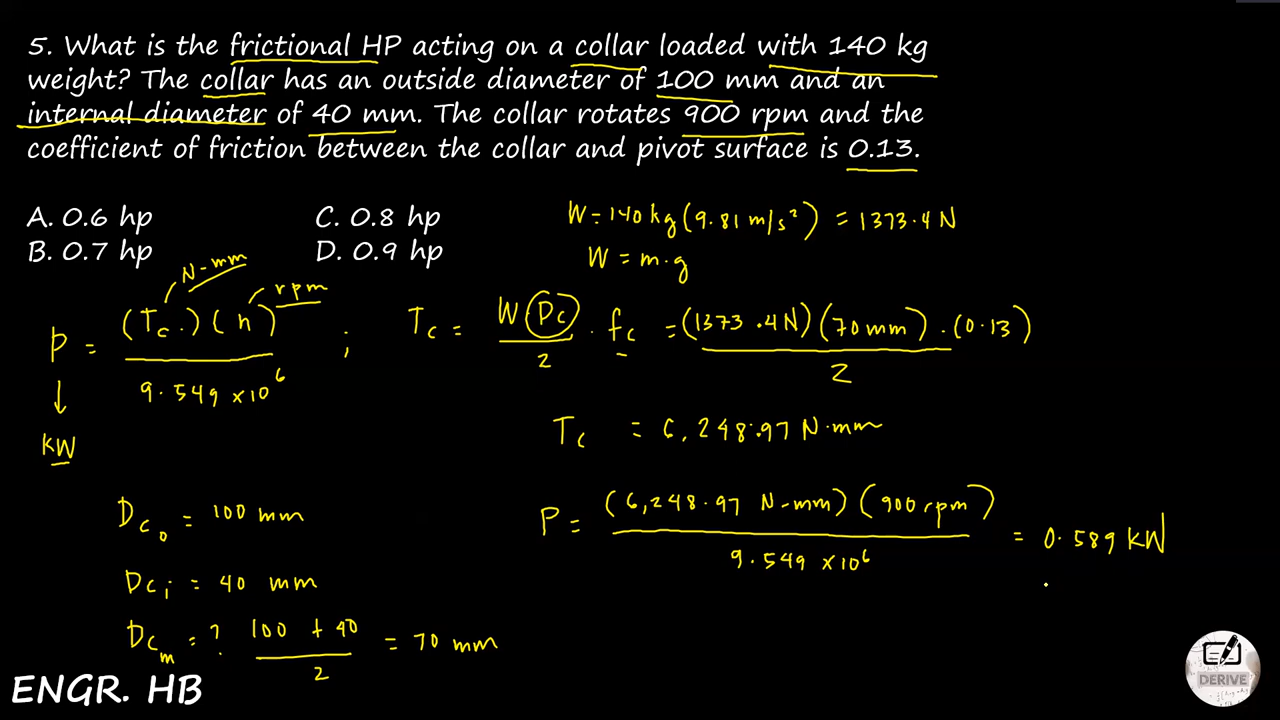 5. What is the frictional HP acting on a collar loaded with 140 kg
weight? The collar has an outside diameter of 100 mm and an
internal diameter of 40 mm. The collar rotates 900 rpm and the
coefficient of friction between the collar and pivot surface is 0.13.
A. 0.6 hp
C. 0.8 hp
B. 0.7 hp
D. 0.9 hp
W = 140 kg (9.81 m/s²) = 1373.4 N
W = m·g
N-mm
rpm
P = (Tc.)(n) / 9.549 x 10⁶ ;
kW
Tc = W(Dc) / 2 · fc = (1373.4N)(70mm) · (0.13) / 2
Tc = 6,248.97 N·mm
Dco = 100 mm
Dci = 40 mm
Dcm = ? 100 + 40 / 2 = 70 mm
P = (6,248.97 N-mm)(900 rpm) / 9.549 x 10⁶ = 0.589 kW
ENGR. HB
DERIVE